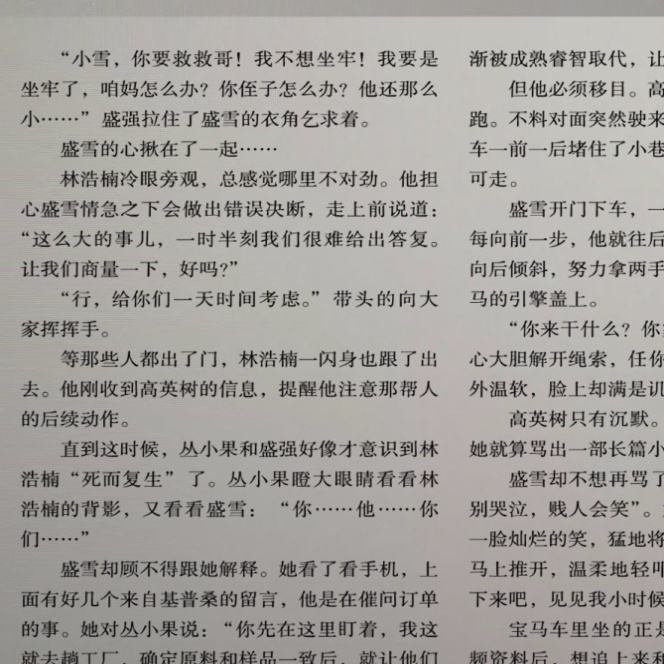 “小雪，你要救救哥！我不想坐牢！我要是
坐牢了，咱妈怎么办？你侄子怎么办？他还那么
小……”盛强拉住了盛雪的衣角乞求着。
盛雪的心揪在了一起……
林浩楠冷眼旁观，总感觉哪里不对劲。他担
心盛雪情急之下会做出错误决断，走上前说道：
“这么大的事儿，一时半刻我们很难给出答复。
让我们商量一下，好吗？”
“行，给你们一天时间考虑。”带头的向大
家挥挥手。
等那些人都出了门，林浩楠一闪身也跟了出
去。他刚收到高英树的信息，提醒他注意那帮人
的后续动作。
直到这时候，丛小果和盛强好像才意识到林
浩楠“死而复生”了。丛小果瞪大眼睛看看林
浩楠的背影，又看看盛雪：“你……他……你
们……”
盛雪却顾不得跟她解释。她看了看手机，上
面有好几个来自基普桑的留言，他是在催问订单
的事。她对丛小果说：“你先在这里盯着，我这
就去趟工厂，确定原料和样品一致后，就让他们
渐被成熟睿智取代，让
但他必须移目。高
跑。不料对面突然驶来
车一前一后堵住了小巷
可走。
盛雪开门下车，一
每向前一步，他就往后
向后倾斜，努力拿两手
马的引擎盖上。
“你来干什么？你
心大胆解开绳索，任你
外温软，脸上却满是讥
高英树只有沉默。
她就算骂出一部长篇小
盛雪却不想再骂了
别哭泣，贱人会笑”。
一脸灿烂的笑，猛地将
马上推开，温柔地轻叩
下来吧，见见我小时候
宝马车里坐的正是
频资料后，想追上来和